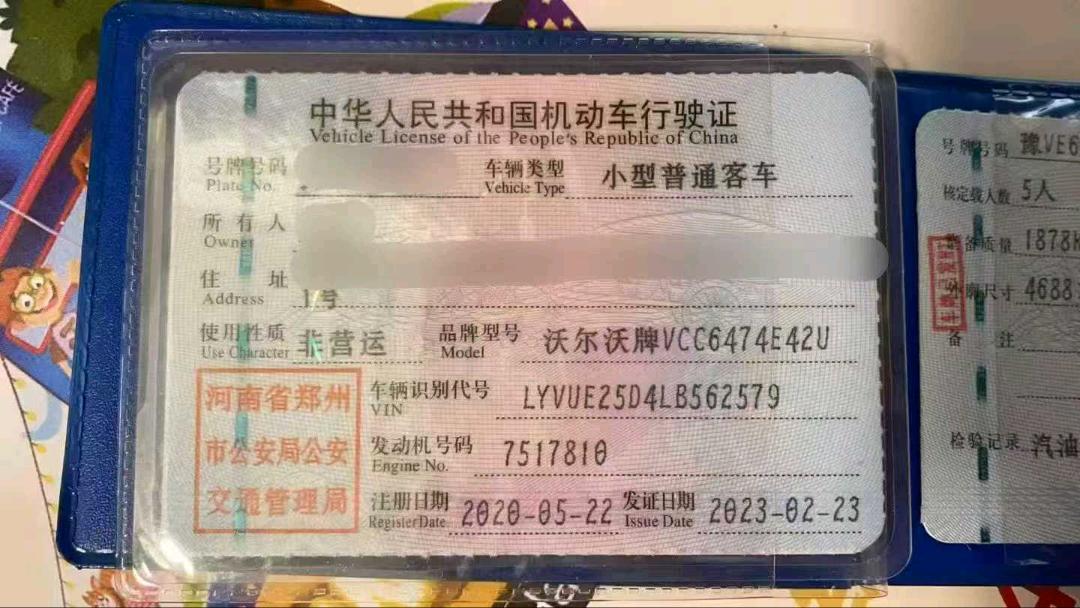 中华人民共和国机动车行驶证
Vehicle License of the People's Republic of China
号牌号码
Plate No.
车辆类型 小型普通客车
Vehicle Type
所有人
Owner
住址
Address
1号
使用性质 非营运
Use Character
品牌型号 沃尔沃牌VCC6474E42U
Model
河南省郑州
市公安局公安
交通管理局
车辆识别代号 LYVUE25D4LB562579
VIN
发动机号码 7517810
Engine No.
注册日期 2020-05-22
Register Date
发证日期 2023-02-23
Issue Date
号牌号码 豫VE6
核定载人数 5人
整备质量 1878K
外廓尺寸 4688
备注
检验记录 汽油
CAFE